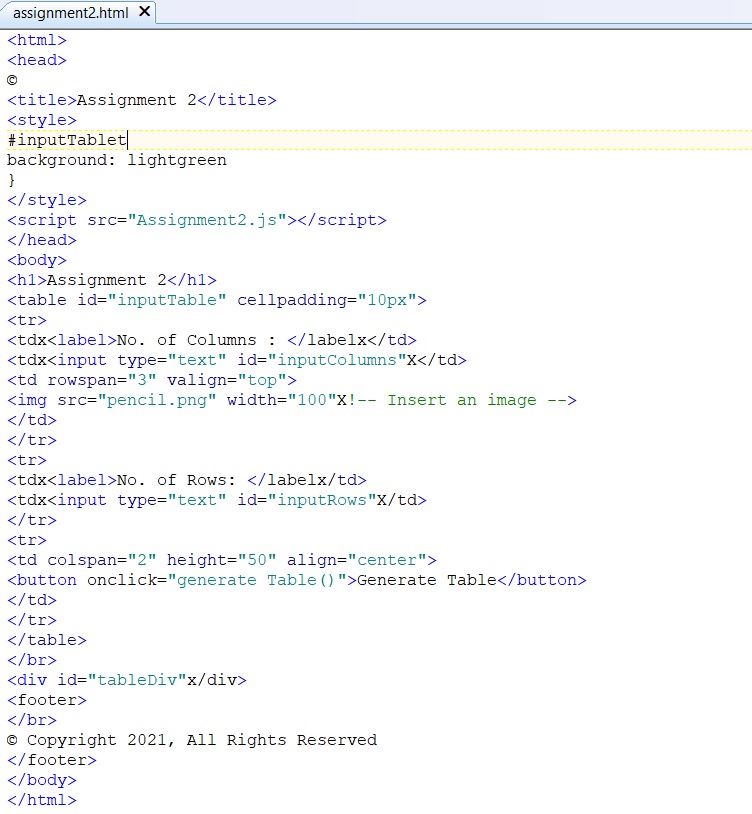 assignment2.html X
<html>
<head>
©
<title>Assignment 2</title>
<style>
#inputTablet
background: lightgreen
}
</style>
<script src="Assignment2.js"></script>
</head>
<body>
<h1>Assignment 2</h1>
<table id="inputTable" cellpadding="10px">
<tr>
<tdx<label>No. of Columns : </labelx</td>
<tdx<input type="text" id="inputColumns"X</td>
<td rowspan="3" valign="top">
<img src="pencil.png" width="100"X!-- Insert an image -->
</td>
</tr>
<tr>
<tdx<label>No. of Rows: </labelx/td>
<tdx<input type="text" id="inputRows"X/td>
</tr>
<tr>
<td colspan="2" height="50" align="center">
<button onclick="generate Table()">Generate Table</button>
</td>
</tr>
</table>
</br>
<div id="tableDiv"x/div>
<footer>
</br>
© Copyright 2021, All Rights Reserved
</footer>
</body>
</html>